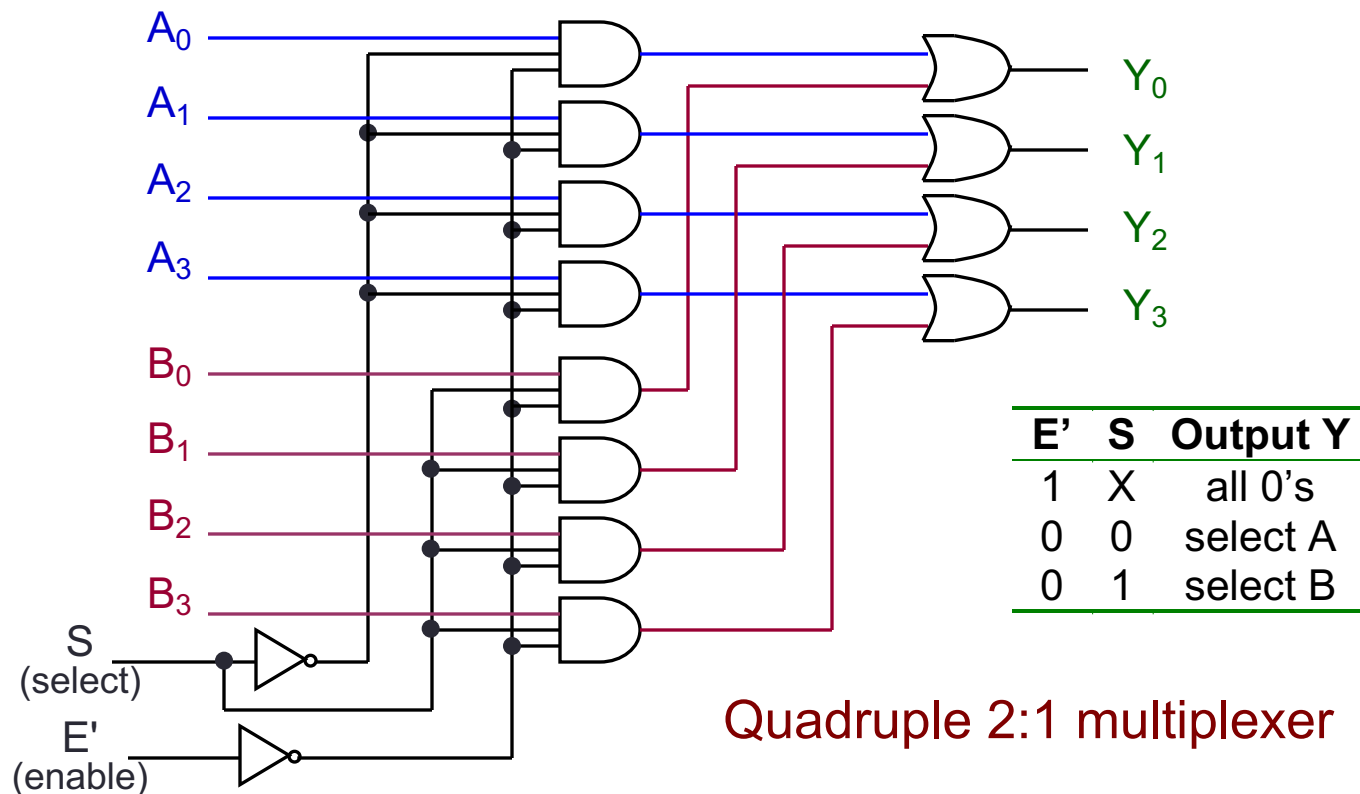 A₀
A₁
A₂
A₃
B₀
B₁
B₂
B₃
S
(select)
E'
(enable)
Y₀
Y₁
Y₂
Y₃
E’ S Output Y
1 X all 0's
0 0 select A
0 1 select B
Quadruple 2:1 multiplexer